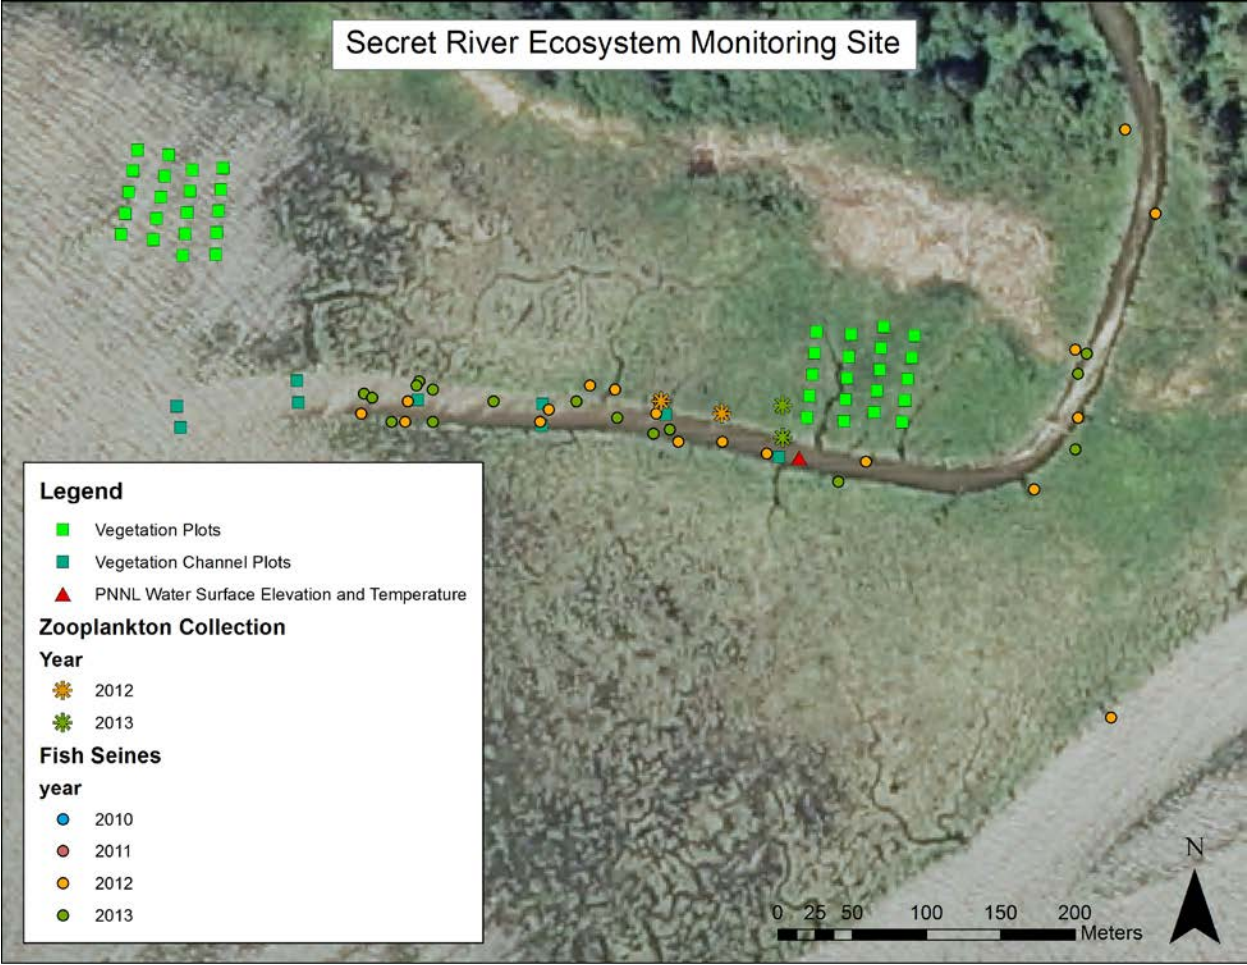 Secret River Ecosystem Monitoring Site
Legend
Vegetation Plots
Vegetation Channel Plots
PNNL Water Surface Elevation and Temperature
Zooplankton Collection
Year
2012
2013
Fish Seines
year
2010
2011
2012
2013
N
0 25 50 100 150 200
Meters